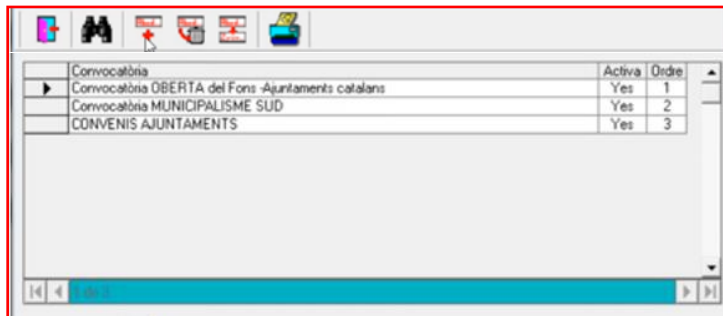 Convocatòria Activa Ordre
Convocatòria OBERTA del Fons -Ajuntaments catalans Yes 1
Convocatòria MUNICIPALISME SUD Yes 2
CONVENIS AJUNTAMENTS Yes 3
1 de 3